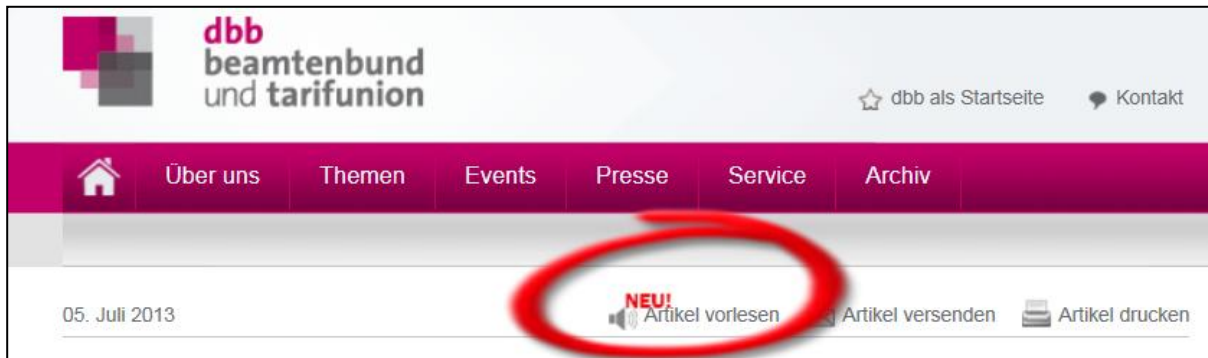 dbb
beamtenbund
und tarifunion
dbb als Startseite Kontakt
Über uns Themen Events Presse Service Archiv
NEU!
05. Juli 2013 Artikel vorlesen Artikel versenden Artikel drucken